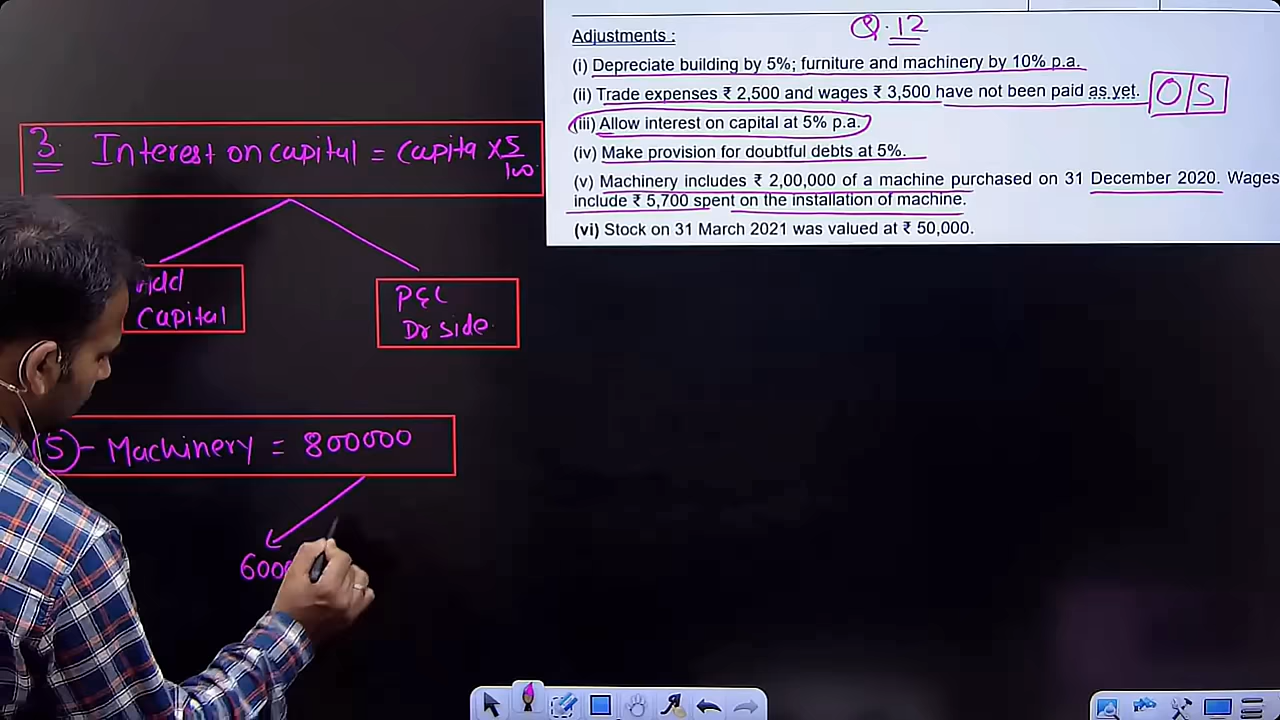 Q.12
Adjustments :
(i) Depreciate building by 5%; furniture and machinery by 10% p.a.
(ii) Trade expenses ₹ 2,500 and wages ₹ 3,500 have not been paid as yet. O/S
(iii) Allow interest on capital at 5% p.a.
(iv) Make provision for doubtful debts at 5%.
(v) Machinery includes ₹ 2,00,000 of a machine purchased on 31 December 2020. Wages
include ₹ 5,700 spent on the installation of machine.
(vi) Stock on 31 March 2021 was valued at ₹ 50,000.
3. Interest on capital = Capita × 5/100
Add
Capital
P&L
Dr side
(5) - Machinery = 800000